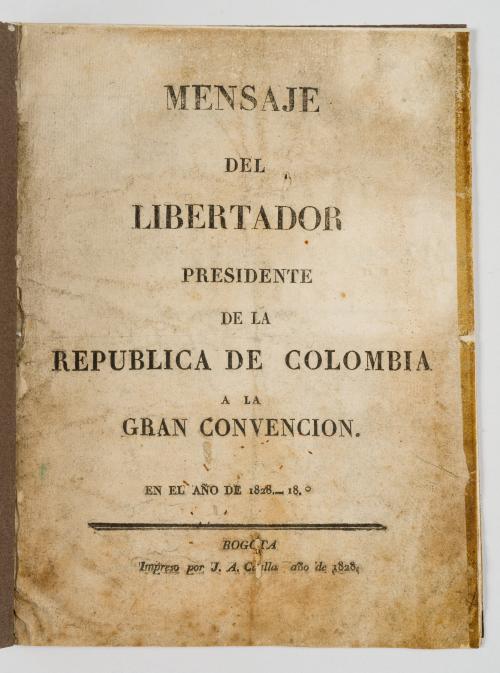 MENSAJE
DEL
LIBERTADOR
PRESIDENTE
DE LA
REPUBLICA DE COLOMBIA
A LA
GRAN CONVENCION.
EN EL AÑO DE 1828.—18.º
BOGOTA
Impreso por J. A. año de 1828.